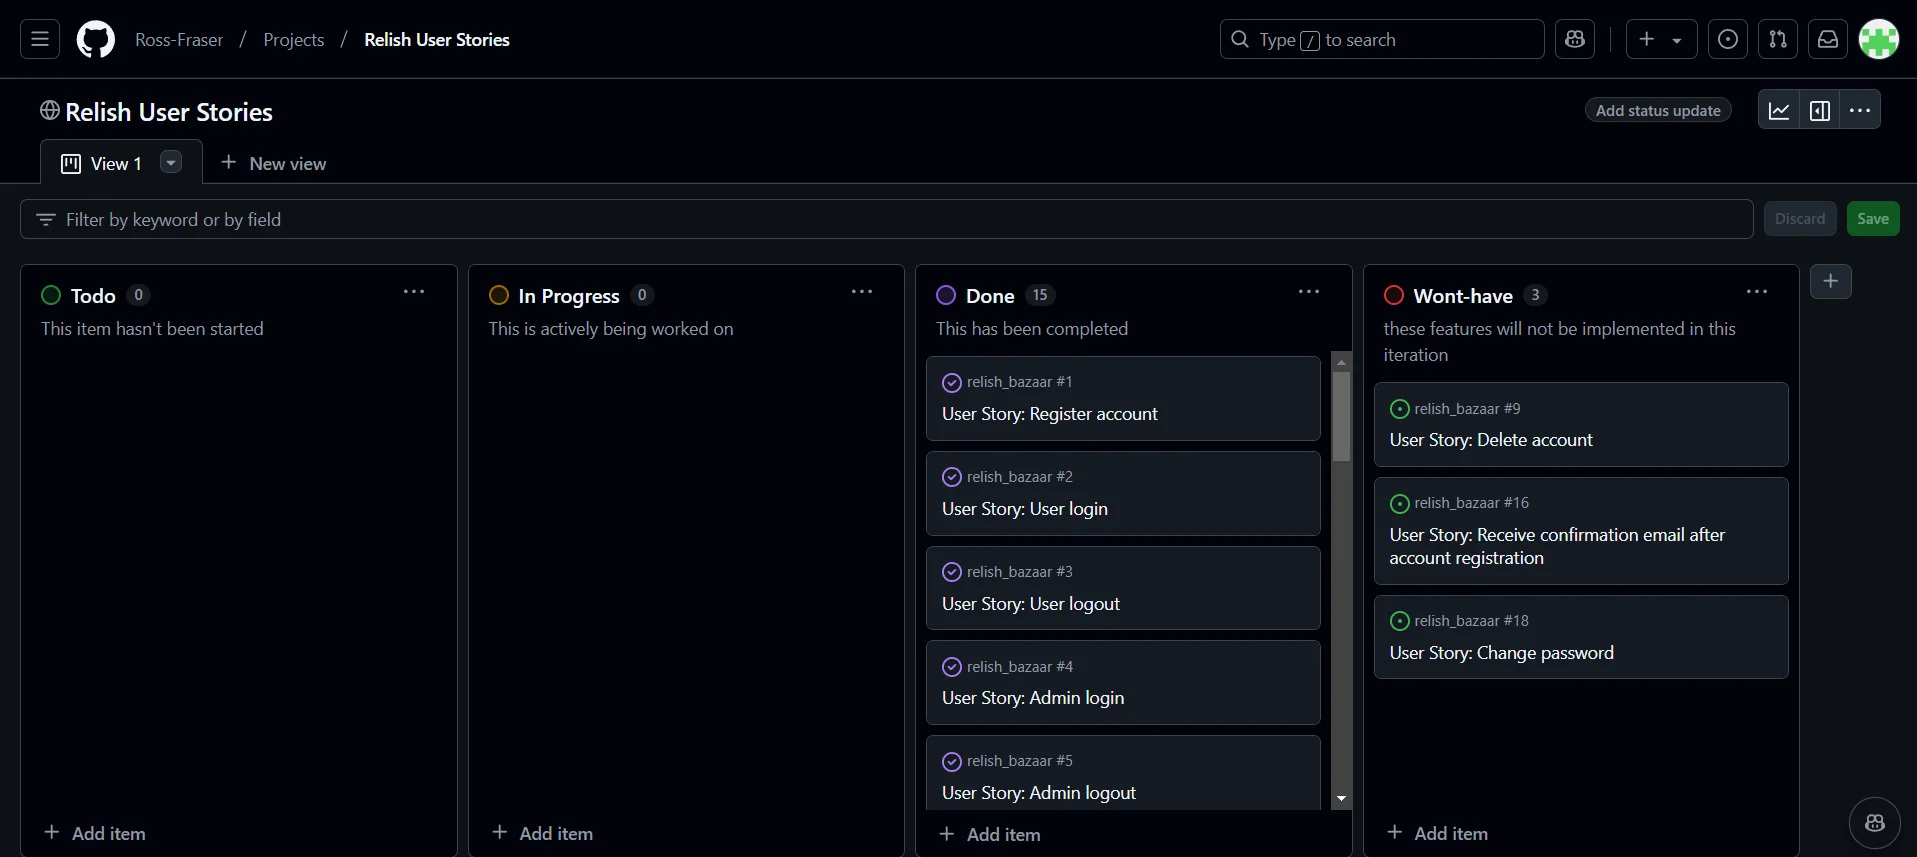 Ross-Fraser / Projects / Relish User Stories
Type / to search
Relish User Stories
Add status update
View 1
New view
Filter by keyword or by field
Discard
Save
Todo 0
This item hasn't been started
Add item
In Progress 0
This is actively being worked on
Add item
Done 15
This has been completed
relish_bazaar #1
User Story: Register account
relish_bazaar #2
User Story: User login
relish_bazaar #3
User Story: User logout
relish_bazaar #4
User Story: Admin login
relish_bazaar #5
User Story: Admin logout
Add item
Wont-have 3
these features will not be implemented in this
iteration
relish_bazaar #9
User Story: Delete account
relish_bazaar #16
User Story: Receive confirmation email after
account registration
relish_bazaar #18
User Story: Change password
Add item